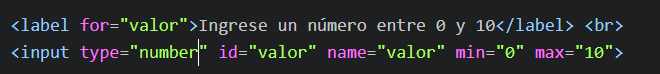 <label for="valor">Ingrese un número entre 0 y 10</label> <br>
<input type="number" id="valor" name="valor" min="0" max="10">